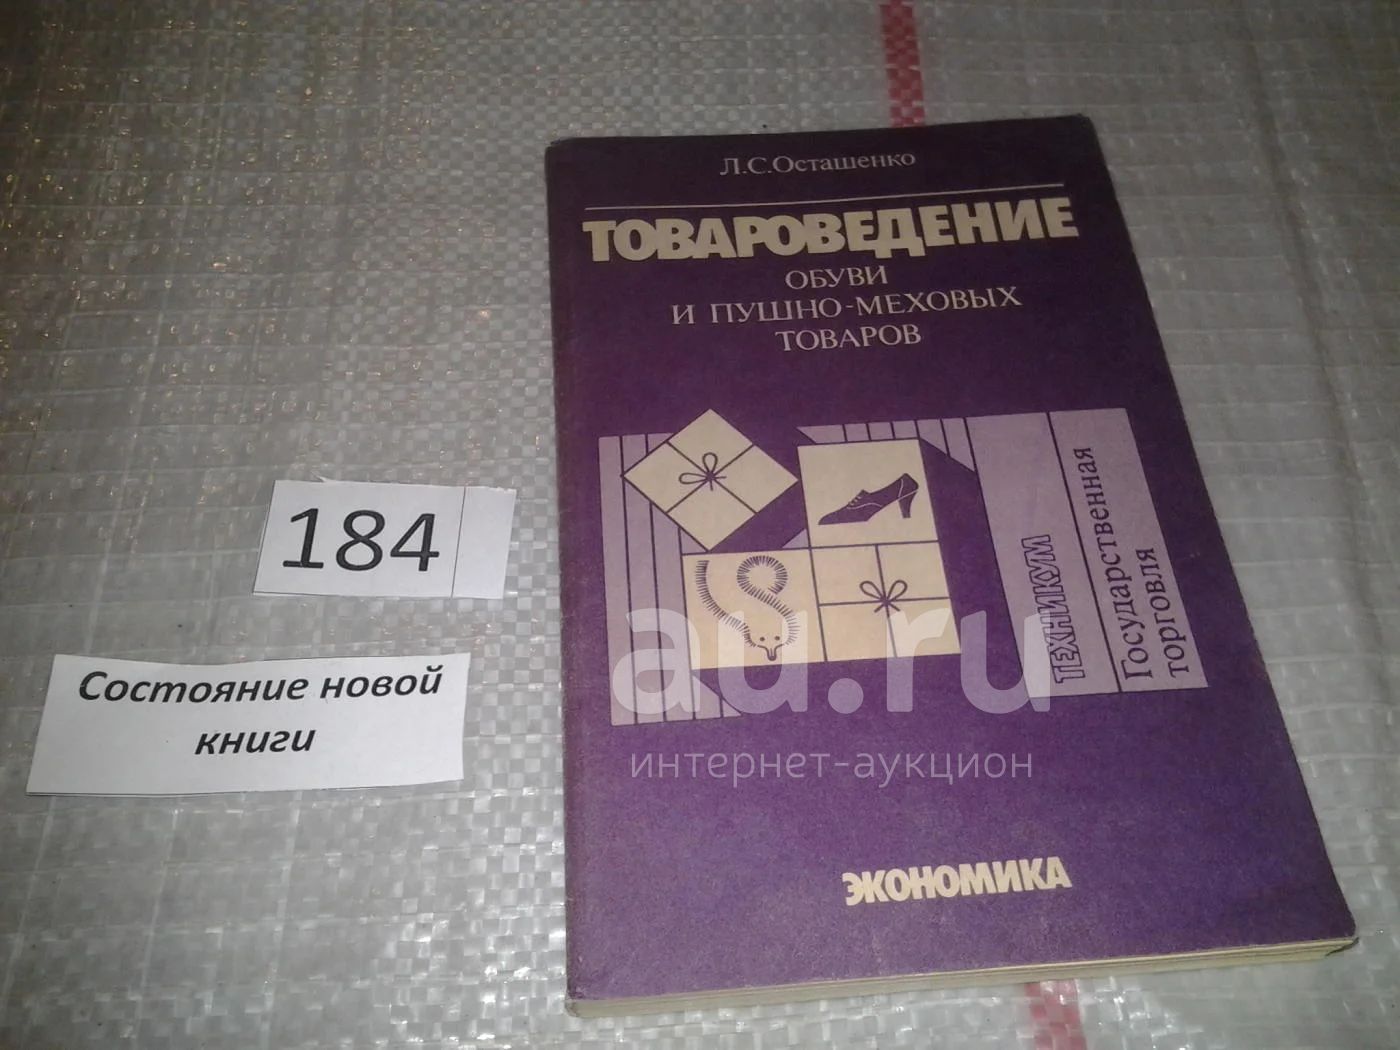 Л.С.Осташенко
ТОВАРОВЕДЕНИЕ
ОБУВИ
И ПУШНО-МЕХОВЫХ
ТОВАРОВ
ТЕХНИКУМ
Государственная
торговля
ЭКОНОМИКА
184
Состояние новой
книги
au.ru
интернет-аукцион